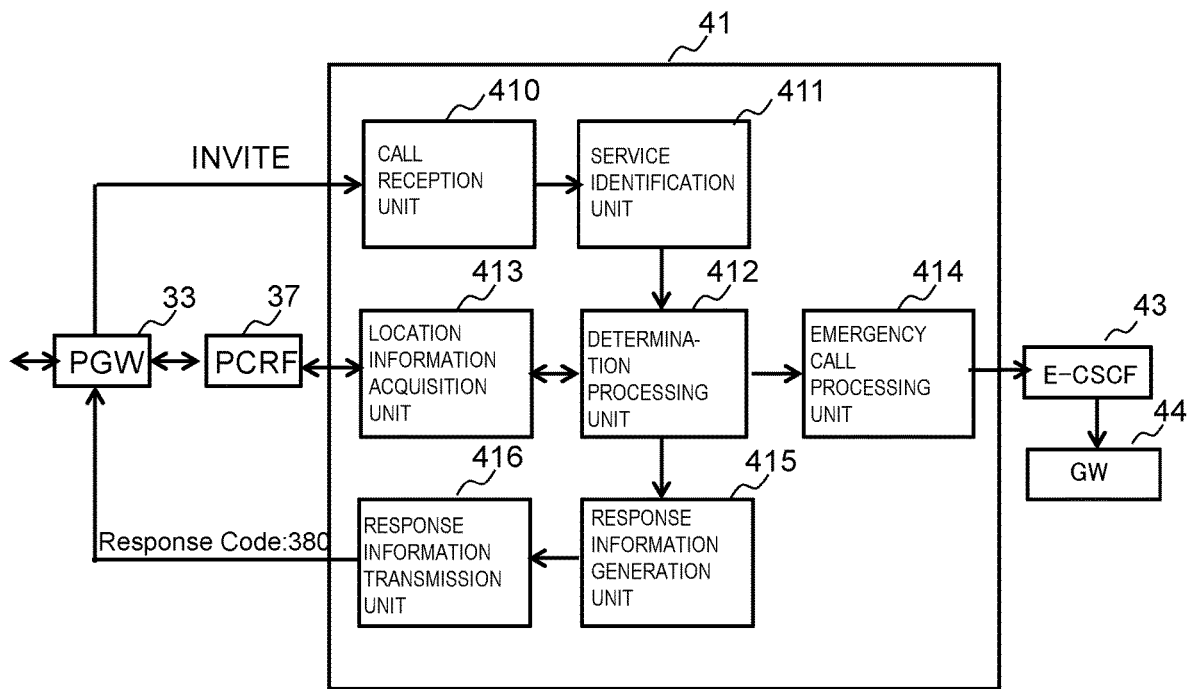 41
410
411
INVITE
CALL
RECEPTION
UNIT
SERVICE
IDENTIFICATION
UNIT
33
37
413
412
414
43
PGW
PCRF
LOCATION
INFORMATION
ACQUISITION
UNIT
DETERMINA-
TION
PROCESSING
UNIT
EMERGENCY
CALL
PROCESSING
UNIT
E-CSCF
44
GW
416
415
Response Code:380
RESPONSE
INFORMATION
TRANSMISSION
UNIT
RESPONSE
INFORMATION
GENERATION
UNIT